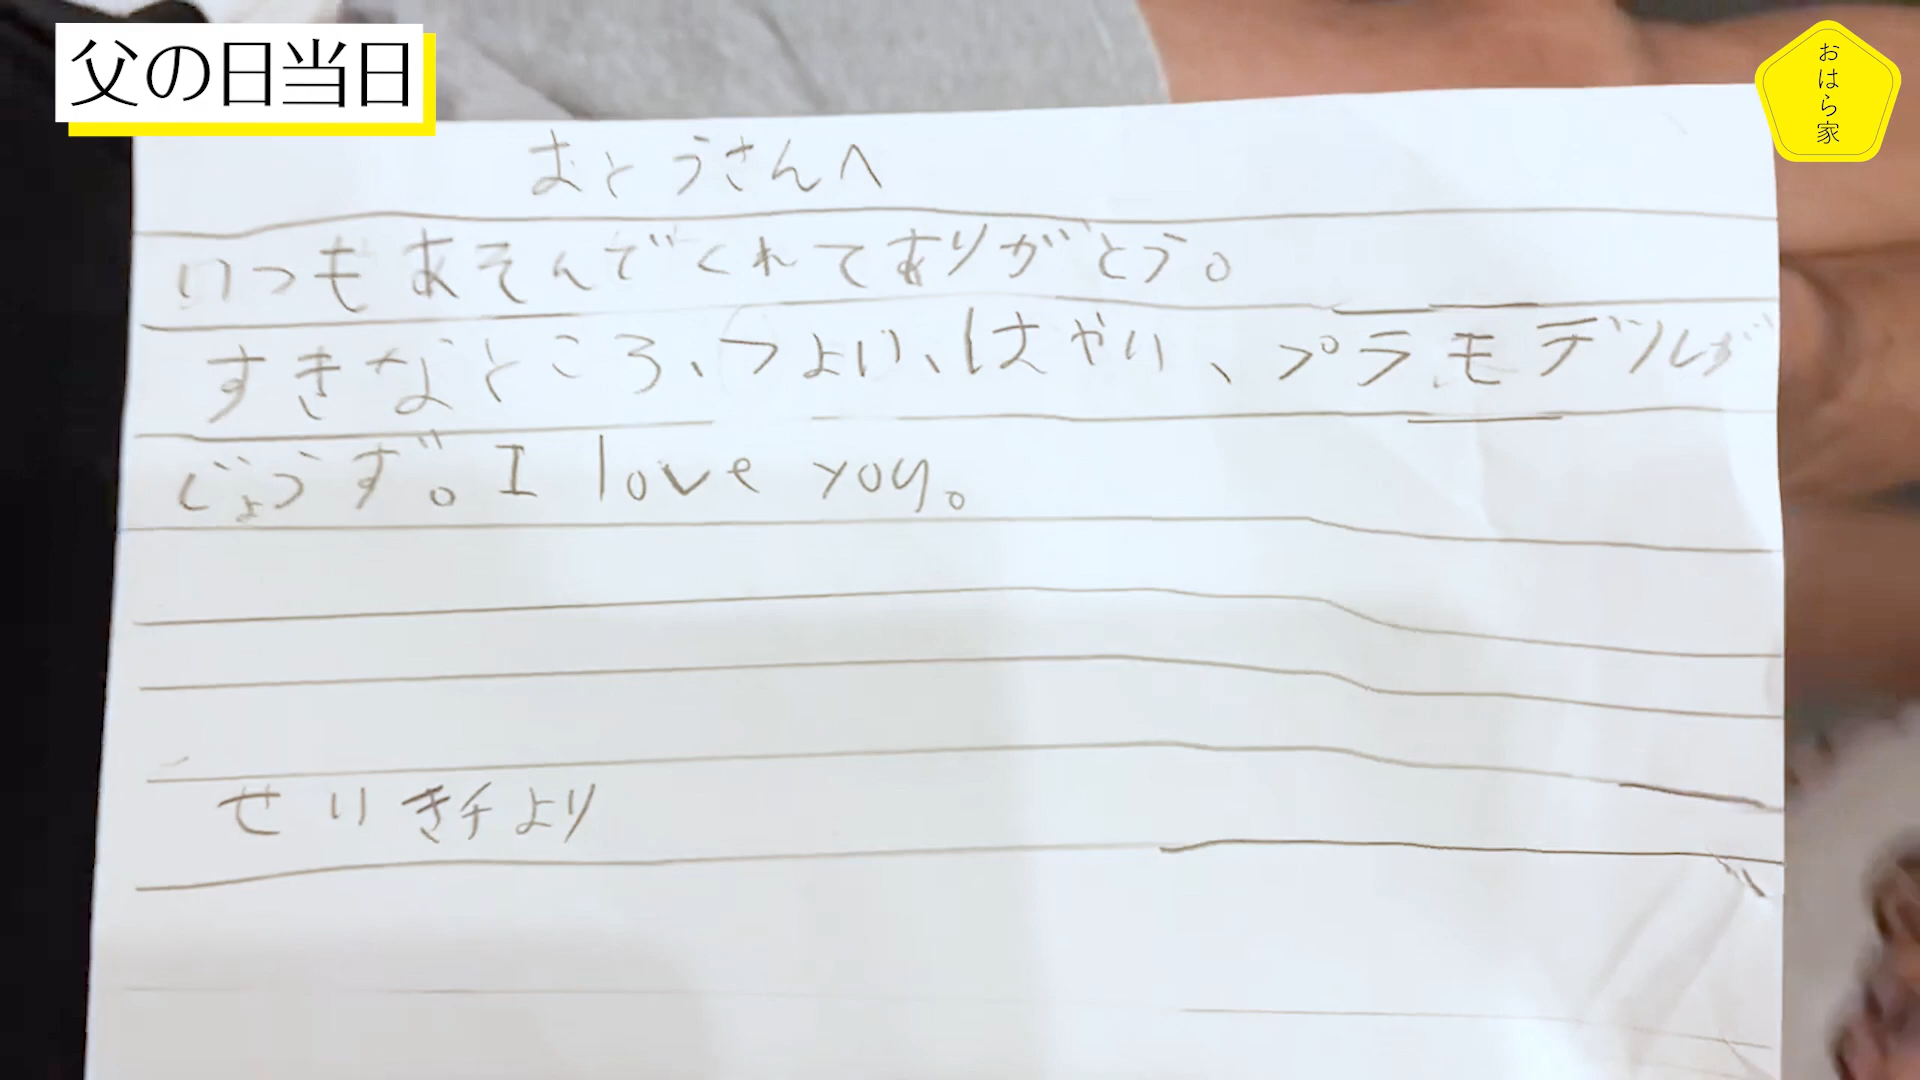 父の日当日
おはら家
おとうさんへ
いつもあそんでくれてありがとう。
すきなところ、つよい、はやい、プラモデルが
じょうず。I love you。
せいきチより